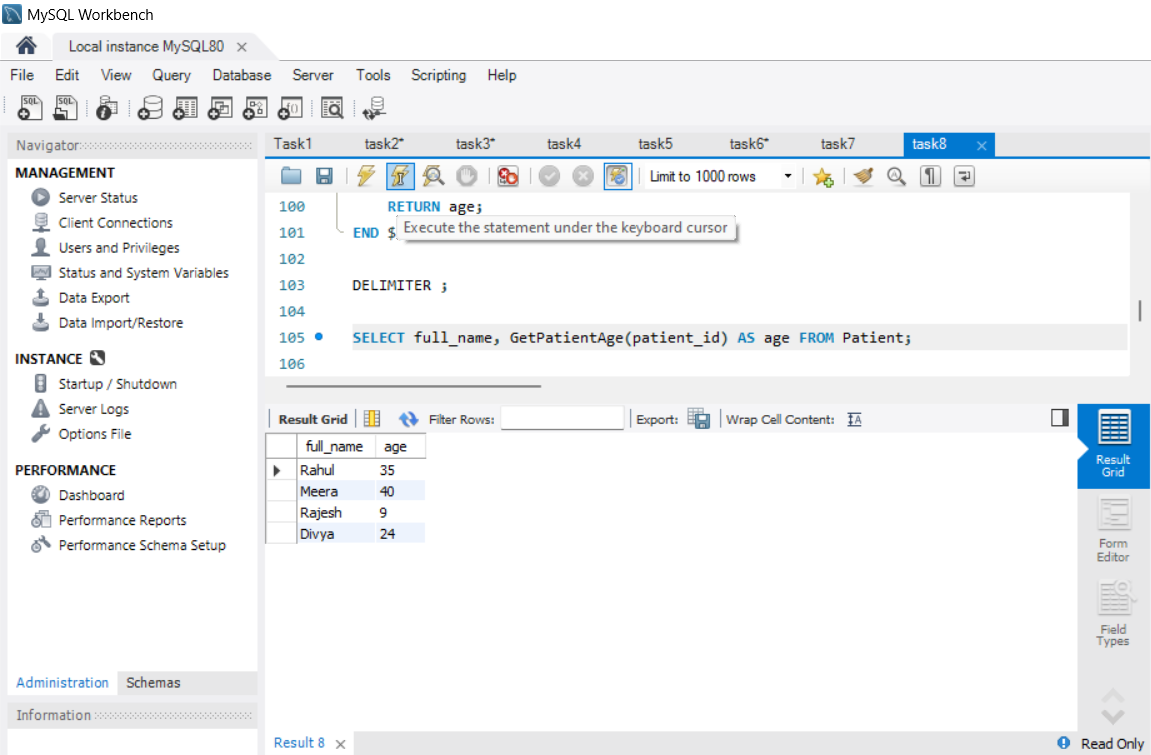 MySQL Workbench
Local instance MySQL80
File Edit View Query Database Server Tools Scripting Help
Navigator
MANAGEMENT
Server Status
Client Connections
Users and Privileges
Status and System Variables
Data Export
Data Import/Restore
INSTANCE
Startup / Shutdown
Server Logs
Options File
PERFORMANCE
Dashboard
Performance Reports
Performance Schema Setup
Administration Schemas
Information
Task1 task2* task3* task4 task5 task6* task7 task8
Limit to 1000 rows
100 RETURN age;
Execute the statement under the keyboard cursor
101 END $
102
103 DELIMITER ;
104
105 SELECT full_name, GetPatientAge(patient_id) AS age FROM Patient;
106
Result Grid Filter Rows: Export: Wrap Cell Content:
full_name age
Rahul 35
Meera 40
Rajesh 9
Divya 24
Result
Grid
Form
Editor
Field
Types
Result 8
Read Only